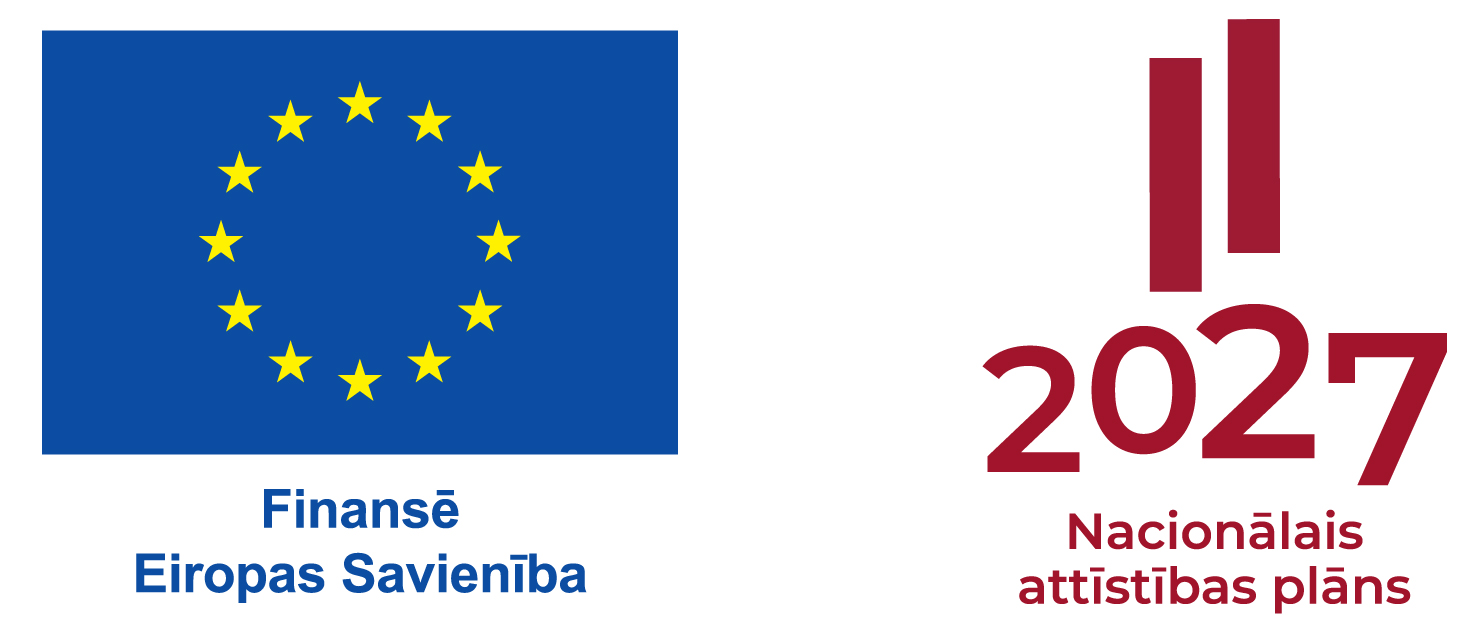 Finansē
Eiropas Savienība
2027
Nacionālais
attīstības plāns